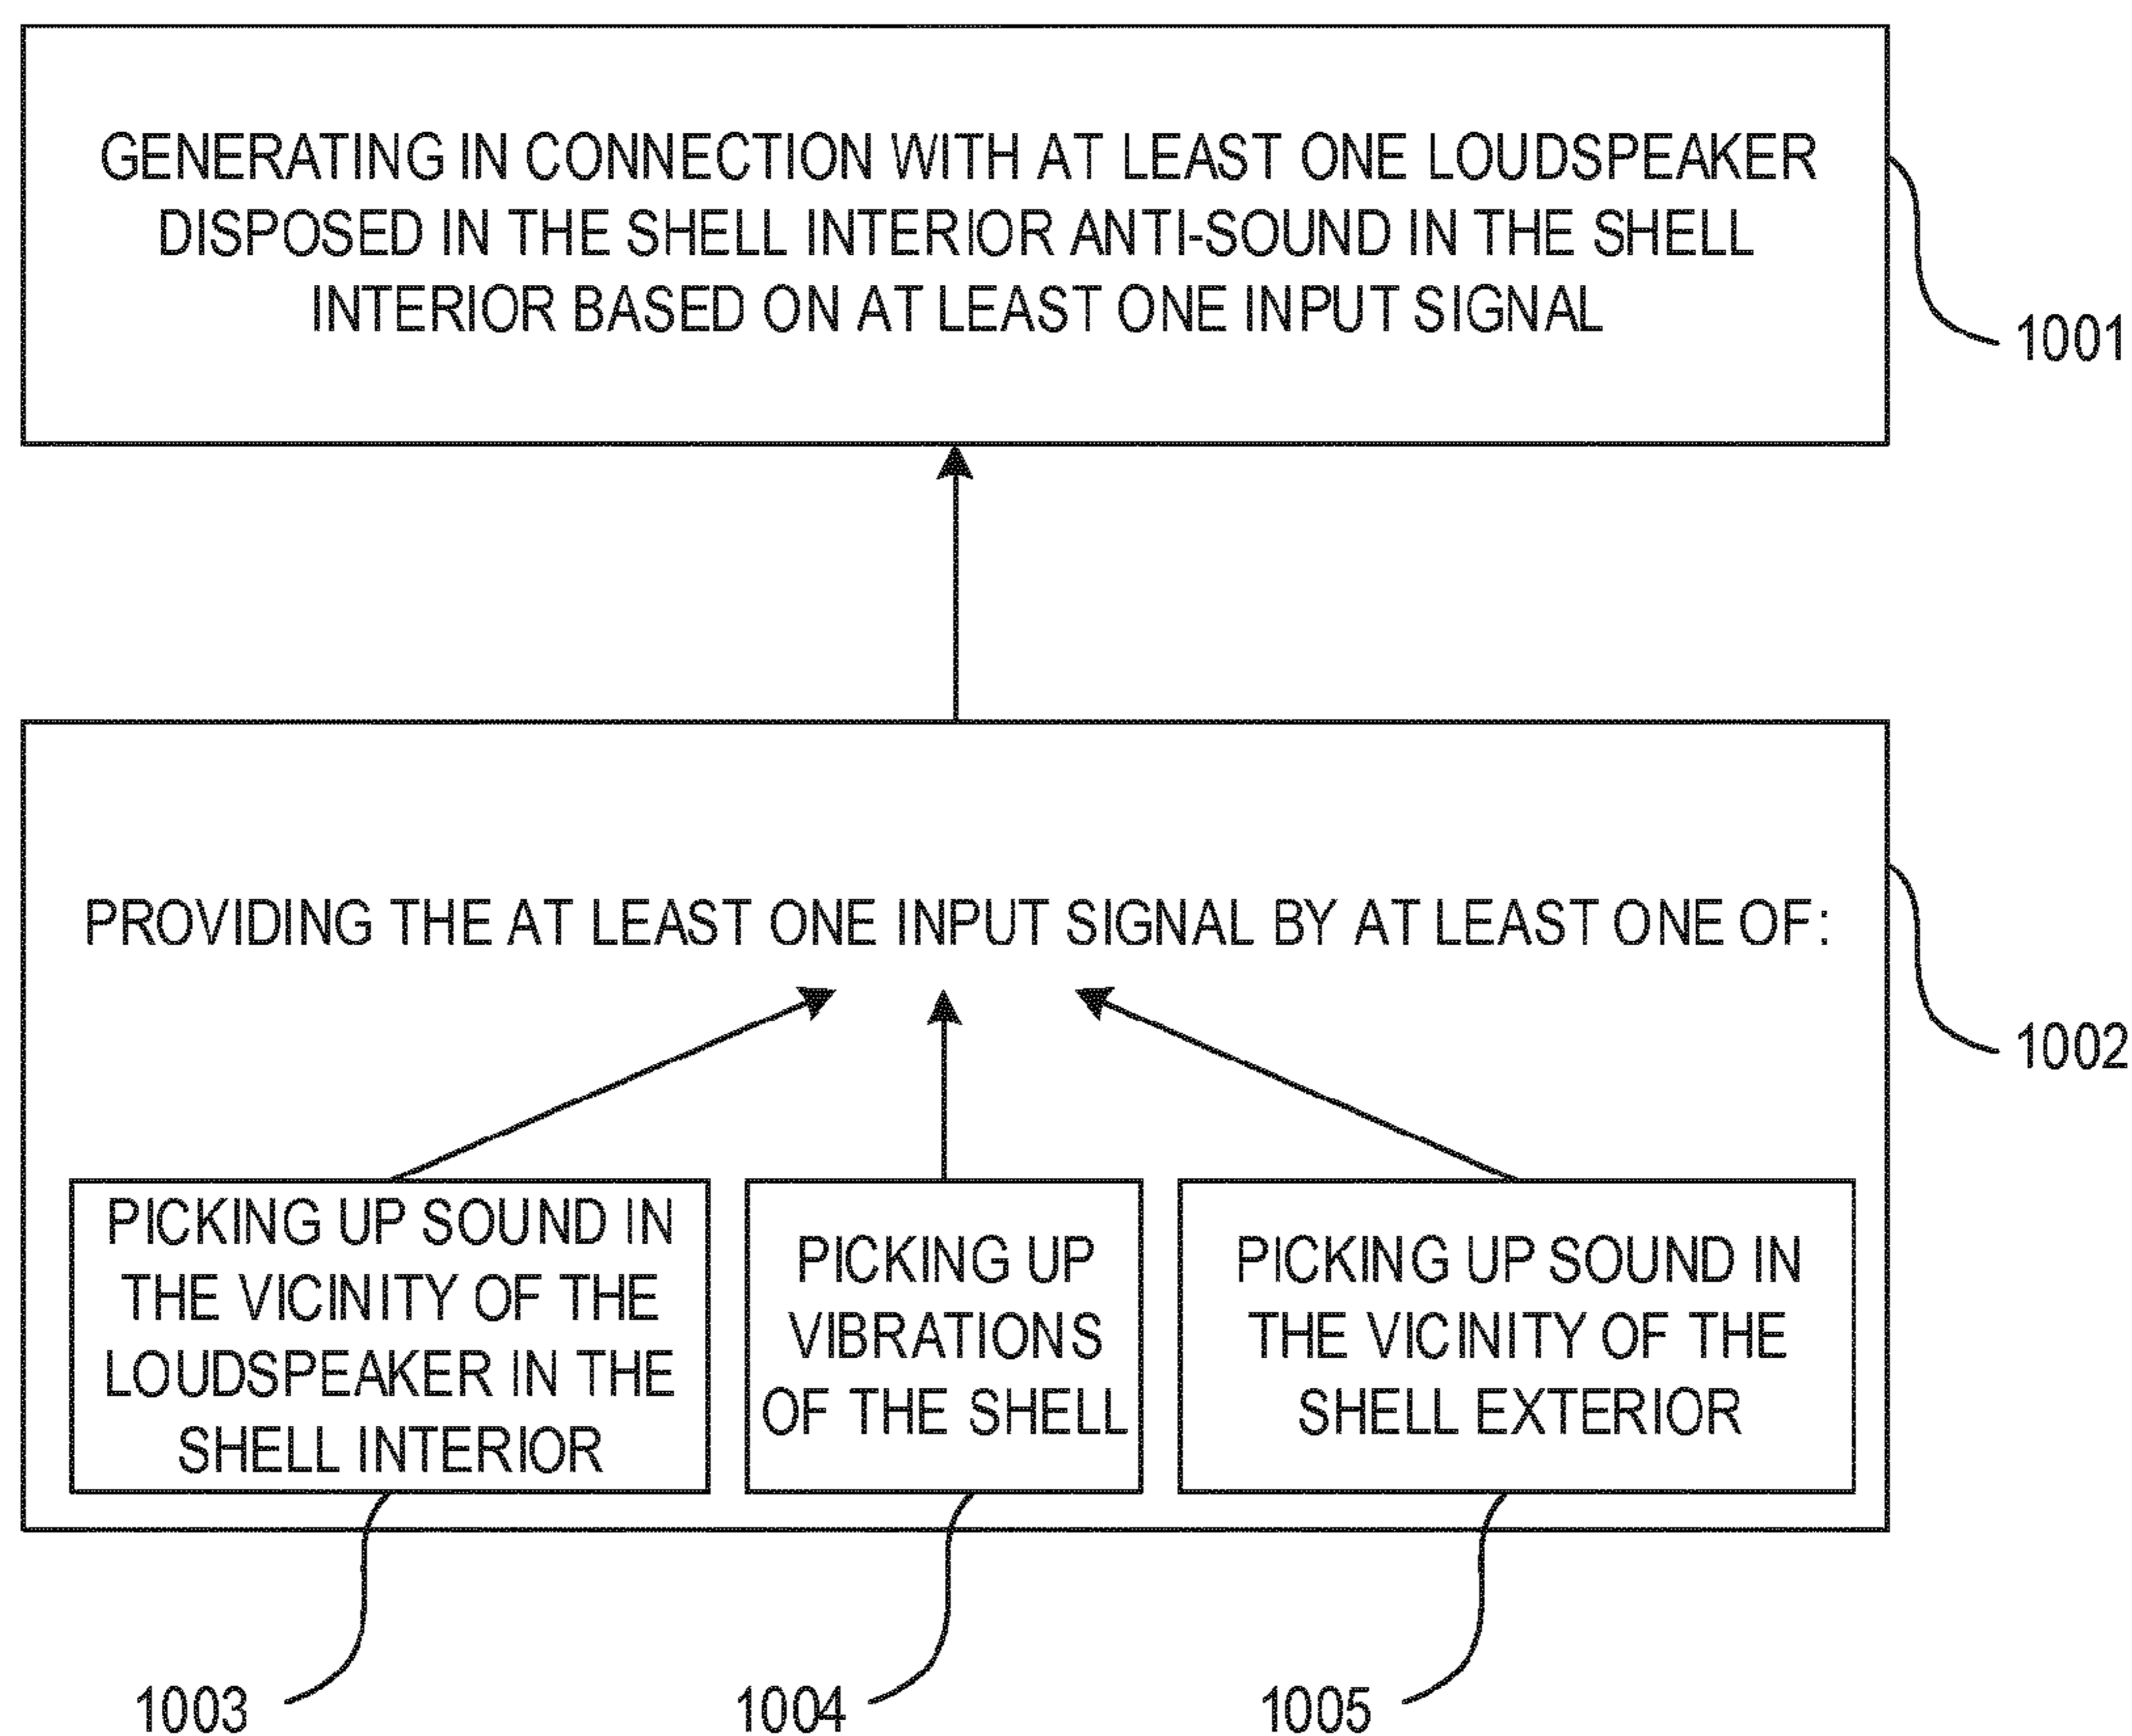 GENERATING IN CONNECTION WITH AT LEAST ONE LOUDSPEAKER
DISPOSED IN THE SHELL INTERIOR ANTI-SOUND IN THE SHELL
INTERIOR BASED ON AT LEAST ONE INPUT SIGNAL
1001
PROVIDING THE AT LEAST ONE INPUT SIGNAL BY AT LEAST ONE OF:
1002
PICKING UP SOUND IN
THE VICINITY OF THE
LOUDSPEAKER IN THE
SHELL INTERIOR
PICKING UP
VIBRATIONS
OF THE SHELL
PICKING UP SOUND IN
THE VICINITY OF THE
SHELL EXTERIOR
1003
1004
1005